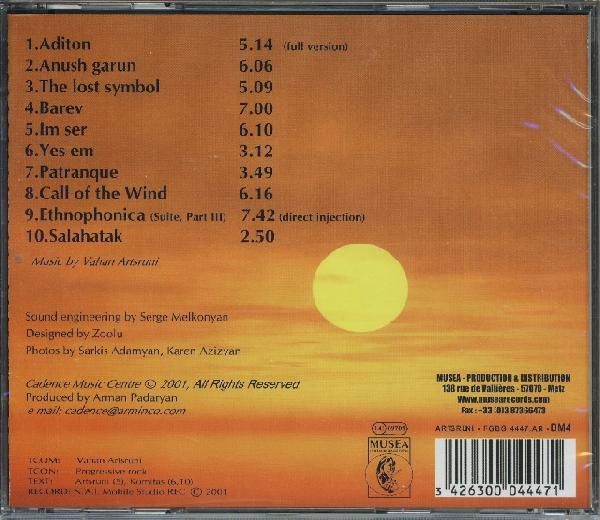 1.Aditon 5.14 (full version)
2.Anush garun 6.06
3.The lost symbol 5.09
4.Barev 7.00
5.Im ser 6.10
6.Yes em 3.12
7.Patranque 3.49
8.Call of the Wind 6.16
9.Ethnophonica (Suite, Part III) 7.42 (direct injection)
10.Salahatak 2.50
Music by Vahan Artsruni
Sound engineering by Serge Melkonyan
Designed by Zoolu
Photos by Sarkis Adamyan, Karen Azizyan
Cadence Music Centre © 2001, All Rights Reserved
Produced by Arman Padaryan
e mail: cadence@arminco.com
TCUM: Vahan Artsruni
TCON: Progressive rock
TEXT: Artsruni (5), Komitas (6,10)
RECORD: N.A.I. Mobile Studio REC © 2001
MUSEA - PRODUCTION & DISTRIBUTION
138 rue de Vallières - 57070 - Metz
Www.musearecords.com
Fax : +33 (0)387366473
MUSEA
ARTSRUNI - FGBG 4447.AR - DM4
3 426300 044471